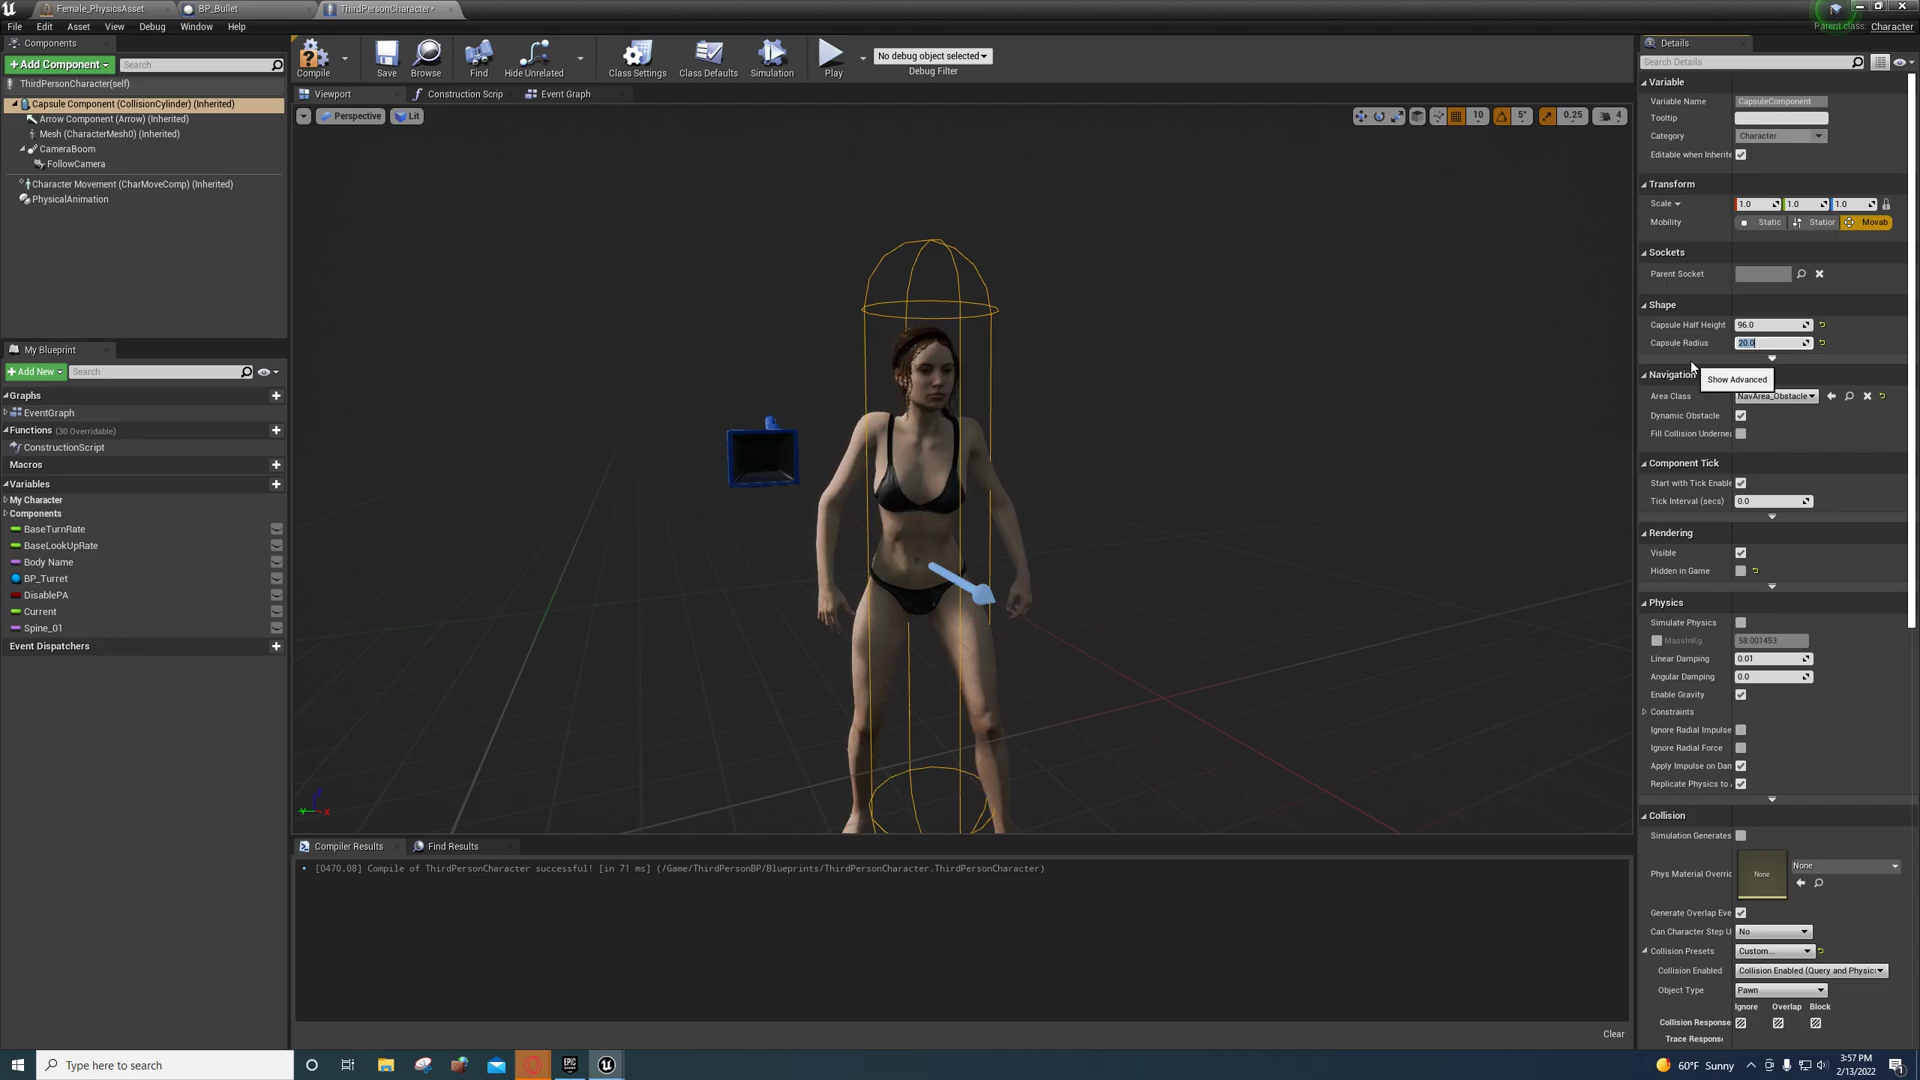 Female_PhysicsAsset
BP_Bullet
ThirdPersonCharacter*
File Edit Asset View Debug Window Help
Parent class: Character
Components
+Add Component
Search
ThirdPersonCharacter(self)
Capsule Component (CollisionCylinder) (Inherited)
Arrow Component (Arrow) (Inherited)
Mesh (CharacterMesh0) (Inherited)
CameraBoom
FollowCamera
Character Movement (CharMoveComp) (Inherited)
PhysicalAnimation
My Blueprint
+Add New
Search
Graphs
EventGraph
Functions (30 Overridable)
ConstructionScript
Macros
Variables
My Character
Components
BaseTurnRate
BaseLookUpRate
Body Name
BP_Turret
DisablePA
Current
Spine_01
Event Dispatchers
Compile
Save
Browse
Find
Hide Unrelated
Class Settings
Class Defaults
Simulation
Play
No debug object selected
Debug Filter
Viewport
Construction Scrip
Event Graph
Perspective
Lit
10
5°
0.25
4
Compiler Results
Find Results
[0470.08] Compile of ThirdPersonCharacter successful! [in 71 ms] (/Game/ThirdPersonBP/Blueprints/ThirdPersonCharacter.ThirdPersonCharacter)
Clear
Details
Search Details
Variable
Variable Name CapsuleComponent
Tooltip
Category Character
Editable when Inherite
Transform
Scale 1.0 1.0 1.0
Mobility Static Station Movab
Sockets
Parent Socket
Shape
Capsule Half Height 96.0
Capsule Radius 20.0
Navigation
Show Advanced
Area Class NavArea_Obstacle
Dynamic Obstacle
Fill Collision Undernea
Component Tick
Start with Tick Enable
Tick Interval (secs) 0.0
Rendering
Visible
Hidden in Game
Physics
Simulate Physics
MassInKg 58.001453
Linear Damping 0.01
Angular Damping 0.0
Enable Gravity
Constraints
Ignore Radial Impulse
Ignore Radial Force
Apply Impulse on Dam
Replicate Physics to A
Collision
Simulation Generates
Phys Material Overric None None
Generate Overlap Eve
Can Character Step U No
Collision Presets Custom...
Collision Enabled Collision Enabled (Query and Physic:
Object Type Pawn
Ignore Overlap Block
Collision Response
Trace Response
Type here to search
60°F Sunny
3:57 PM
2/13/2022